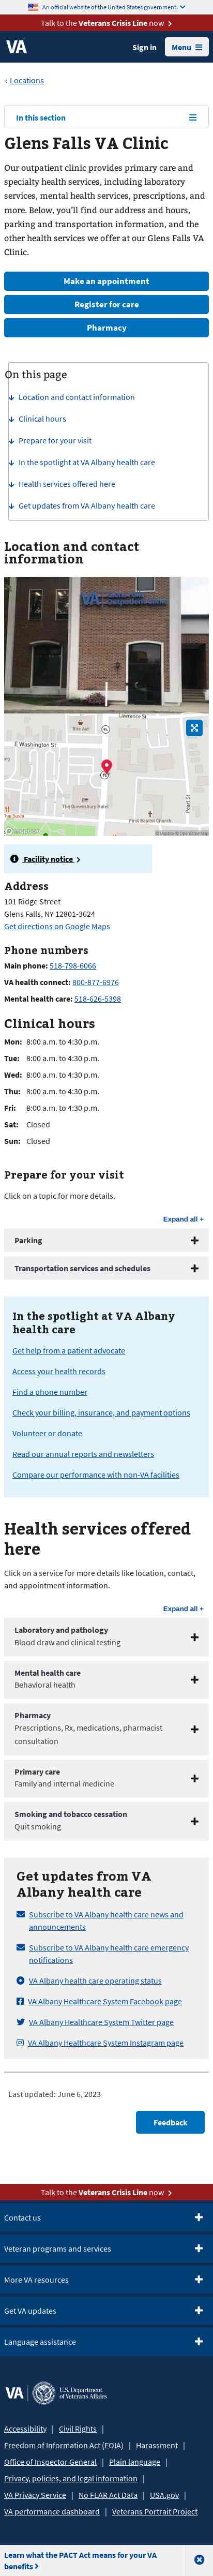 An official website of the United States government.
Talk to the Veterans Crisis Line now
VA
Sign in
Menu
Locations
In this section
Glens Falls VA Clinic
Our outpatient clinic provides primary care and
specialty health services, including laboratory and
pathology, mental health services, prescriptions, and
more. Below, you'll find our address and hours,
parking and transportation information, and the
other health services we offer at our Glens Falls VA
Clinic.
Make an appointment
Register for care
Pharmacy
On this page
Location and contact information
Clinical hours
Prepare for your visit
In the spotlight at VA Albany health care
Health services offered here
Get updates from VA Albany health care
Location and contact
information
Outpatient Clinic
Lawrence St
Rite Aid
E Washington St
The Queensbury Hotel
First Baptist Church
Pearl St
mapbox
© Mapbox © OpenStreetMap
Facility notice
Address
101 Ridge Street
Glens Falls, NY 12801-3624
Get directions on Google Maps
Phone numbers
Main phone: 518-798-6066
VA health connect: 800-877-6976
Mental health care: 518-626-5398
Clinical hours
Mon: 8:00 a.m. to 4:30 p.m.
Tue: 8:00 a.m. to 4:30 p.m.
Wed: 8:00 a.m. to 4:30 p.m.
Thu: 8:00 a.m. to 4:30 p.m.
Fri: 8:00 a.m. to 4:30 p.m.
Sat: Closed
Sun: Closed
Prepare for your visit
Click on a topic for more details.
Expand all +
Parking
Transportation services and schedules
In the spotlight at VA Albany
health care
Get help from a patient advocate
Access your health records
Find a phone number
Check your billing, insurance, and payment options
Volunteer or donate
Read our annual reports and newsletters
Compare our performance with non-VA facilities
Health services offered
here
Click on a service for more details like location, contact,
and appointment information.
Expand all +
Laboratory and pathology
Blood draw and clinical testing
Mental health care
Behavioral health
Pharmacy
Prescriptions, Rx, medications, pharmacist
consultation
Primary care
Family and internal medicine
Smoking and tobacco cessation
Quit smoking
Get updates from VA
Albany health care
Subscribe to VA Albany health care news and
announcements
Subscribe to VA Albany health care emergency
notifications
VA Albany health care operating status
VA Albany Healthcare System Facebook page
VA Albany Healthcare System Twitter page
VA Albany Healthcare System Instagram page
Last updated: June 6, 2023
Feedback
Talk to the Veterans Crisis Line now
Contact us
Veteran programs and services
More VA resources
Get VA updates
Language assistance
VA
U.S. Department
of Veterans Affairs
Accessibility | Civil Rights |
Freedom of Information Act (FOIA) | Harassment |
Office of Inspector General | Plain language |
Privacy, policies, and legal information |
VA Privacy Service | No FEAR Act Data | USA.gov |
VA performance dashboard | Veterans Portrait Project
Learn what the PACT Act means for your VA
benefits